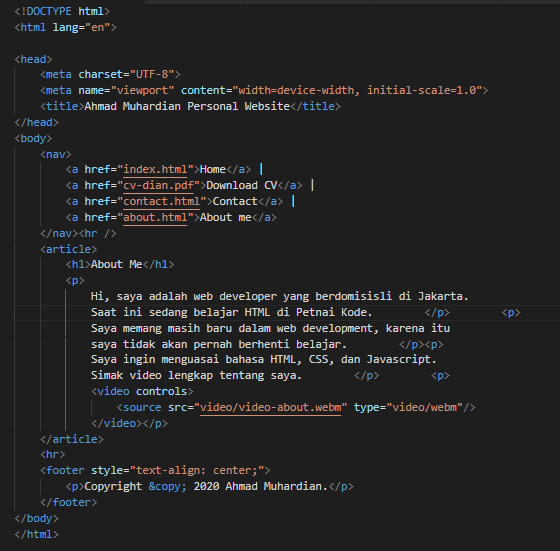 <!DOCTYPE html>
<html lang="en">
<head>
<meta charset="UTF-8">
<meta name="viewport" content="width=device-width, initial-scale=1.0">
<title>Ahmad Muhardian Personal Website</title>
</head>
<body>
<nav>
<a href="index.html">Home</a> |
<a href="cv-dian.pdf">Download CV</a> |
<a href="contact.html">Contact</a> |
<a href="about.html">About me</a>
</nav><hr />
<article>
<h1>About Me</h1>
<p>
Hi, saya adalah web developer yang berdomisisli di Jakarta.
Saat ini sedang belajar HTML di Petnai Kode. </p> <p>
Saya memang masih baru dalam web development, karena itu
saya tidak akan pernah berhenti belajar. </p><p>
Saya ingin menguasai bahasa HTML, CSS, dan Javascript.
Simak video lengkap tentang saya. </p> <p>
<video controls>
<source src="video/video-about.webm" type="video/webm"/>
</video></p>
</article>
<hr>
<footer style="text-align: center;">
<p>Copyright &copy; 2020 Ahmad Muhardian.</p>
</footer>
</body>
</html>